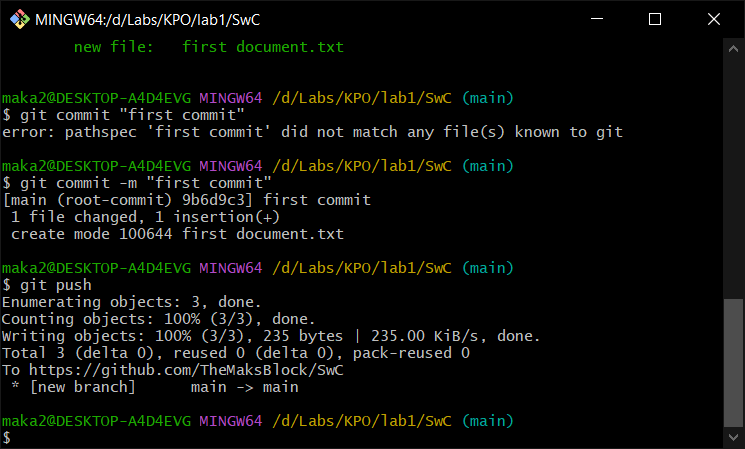 MINGW64:/d/Labs/KPO/lab1/SwC
new file:   first document.txt
maka2@DESKTOP-A4D4EVG MINGW64 /d/Labs/KPO/lab1/SwC (main)
$ git commit "first commit"
error: pathspec 'first commit' did not match any file(s) known to git
maka2@DESKTOP-A4D4EVG MINGW64 /d/Labs/KPO/lab1/SwC (main)
$ git commit -m "first commit"
[main (root-commit) 9b6d9c3] first commit
 1 file changed, 1 insertion(+)
 create mode 100644 first document.txt
maka2@DESKTOP-A4D4EVG MINGW64 /d/Labs/KPO/lab1/SwC (main)
$ git push
Enumerating objects: 3, done.
Counting objects: 100% (3/3), done.
Writing objects: 100% (3/3), 235 bytes | 235.00 KiB/s, done.
Total 3 (delta 0), reused 0 (delta 0), pack-reused 0
To https://github.com/TheMaksBlock/SwC
 * [new branch]      main -> main
maka2@DESKTOP-A4D4EVG MINGW64 /d/Labs/KPO/lab1/SwC (main)
$